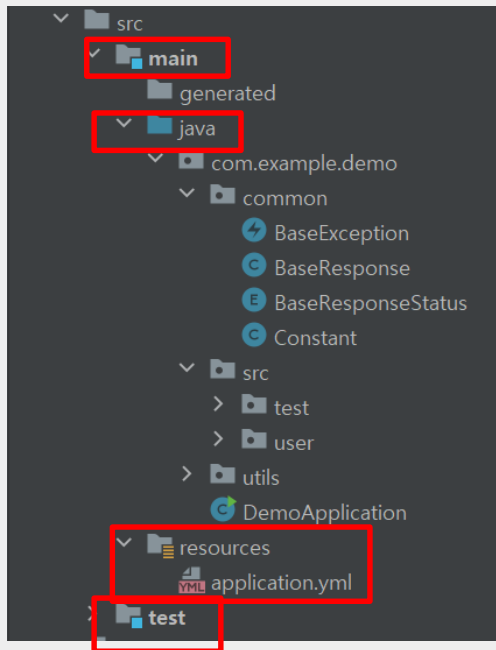 src
main
generated
java
com.example.demo
common
BaseException
C BaseResponse
E BaseResponseStatus
C Constant
src
test
user
utils
C DemoApplication
resources
YML application.yml
test